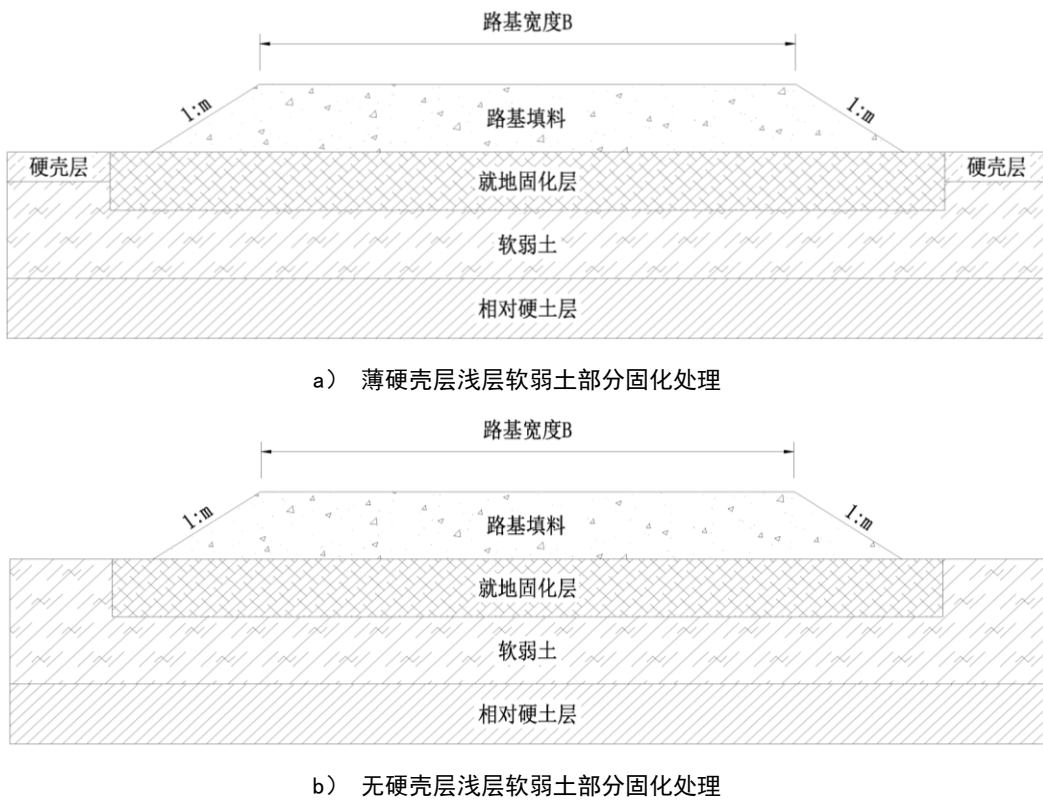 路基宽度B
1:m
1:m
路基填料
硬壳层
硬壳层
就地固化层
软弱土
相对硬土层
a） 薄硬壳层浅层软弱土部分固化处理
路基宽度B
1:m
1:m
路基填料
就地固化层
软弱土
相对硬土层
b） 无硬壳层浅层软弱土部分固化处理